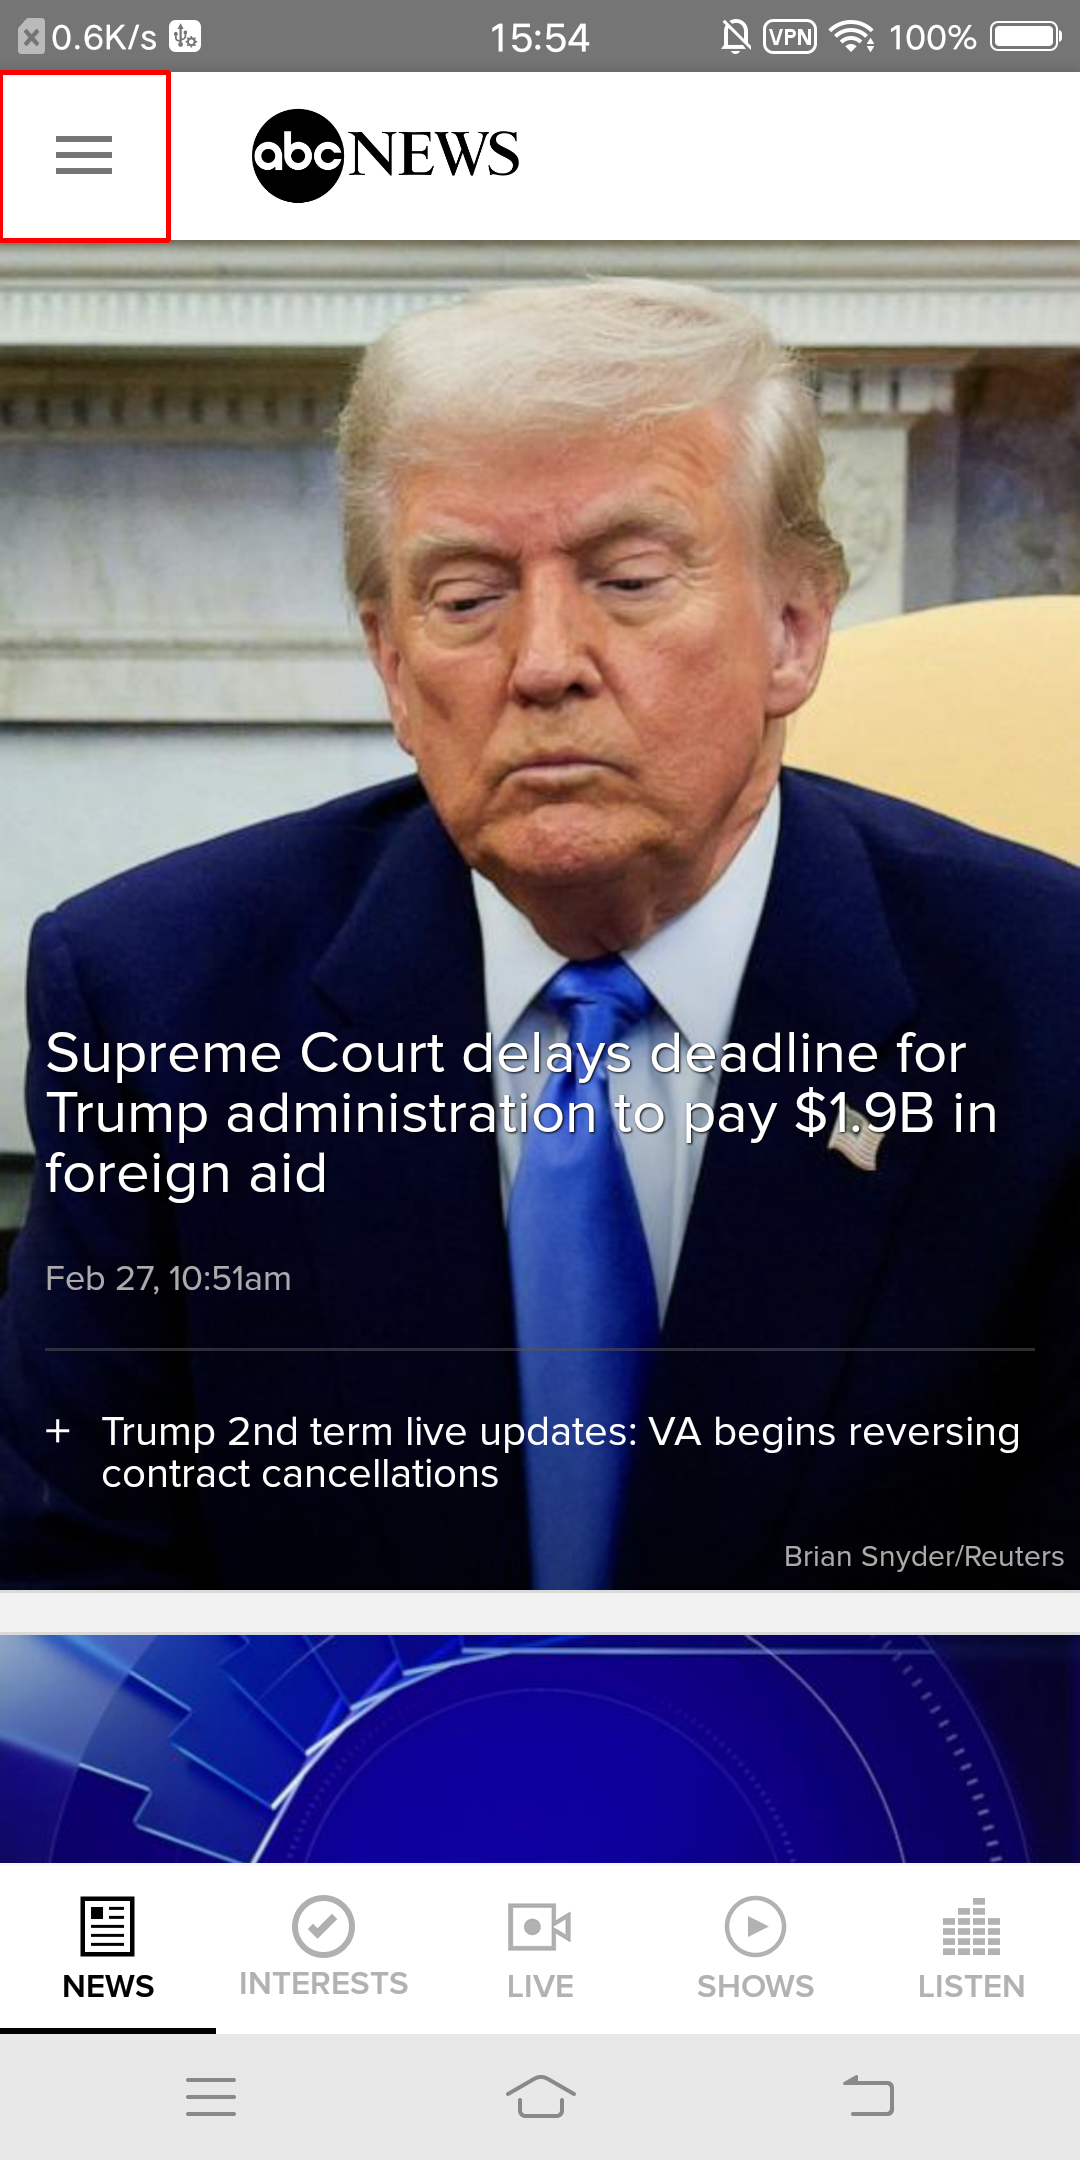 0.6K/s 15:54 VPN 100%
abc NEWS
Supreme Court delays deadline for
Trump administration to pay $1.9B in
foreign aid
Feb 27, 10:51am
+ Trump 2nd term live updates: VA begins reversing
contract cancellations
Brian Snyder/Reuters
NEWS INTERESTS LIVE SHOWS LISTEN